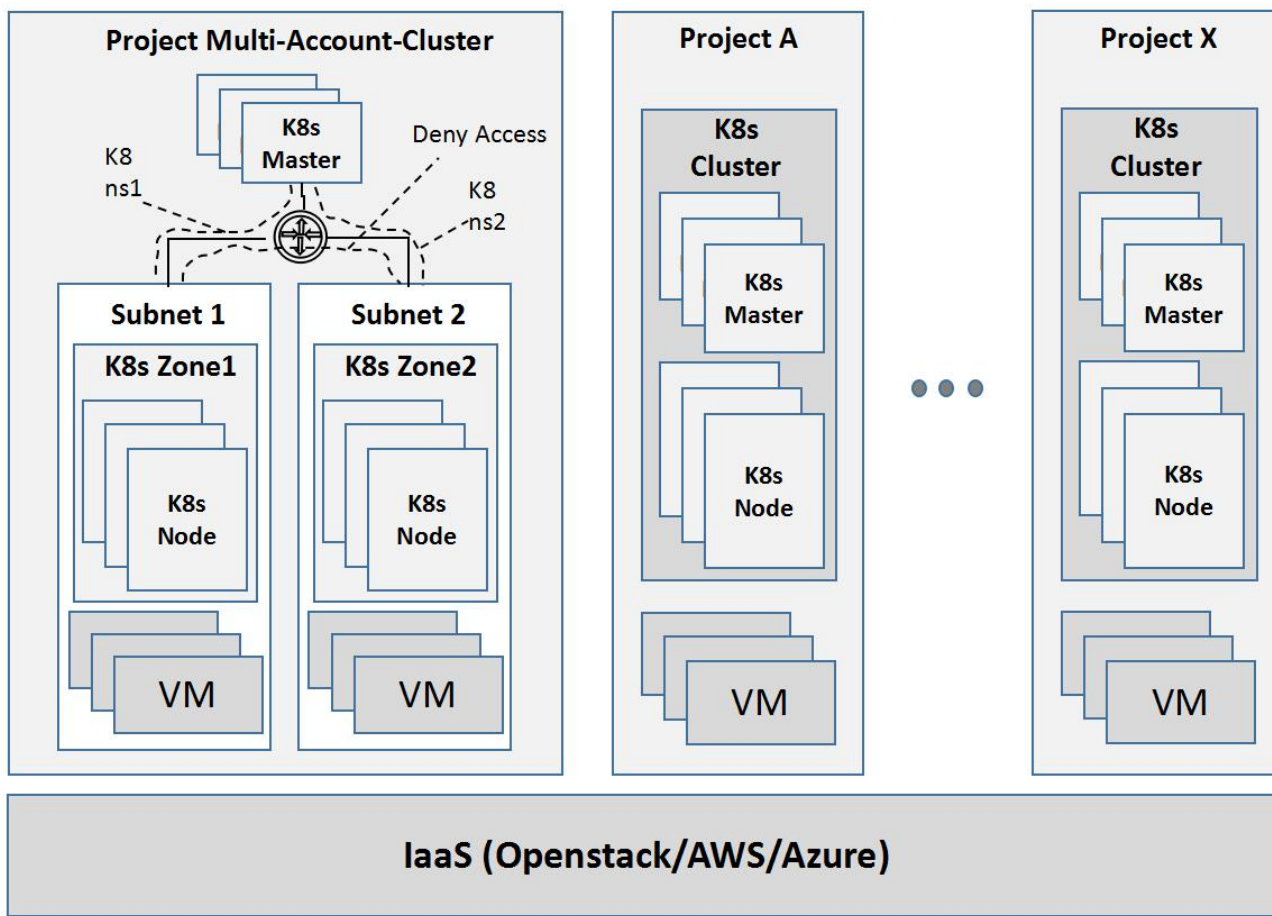 Project Multi-Account-Cluster
K8s
Master
K8
ns1
Deny Access
K8
ns2
Subnet 1
K8s Zone1
K8s
Node
VM
Subnet 2
K8s Zone2
K8s
Node
VM
Project A
K8s
Cluster
K8s
Master
K8s
Node
VM
Project X
K8s
Cluster
K8s
Master
K8s
Node
VM
IaaS (Openstack/AWS/Azure)